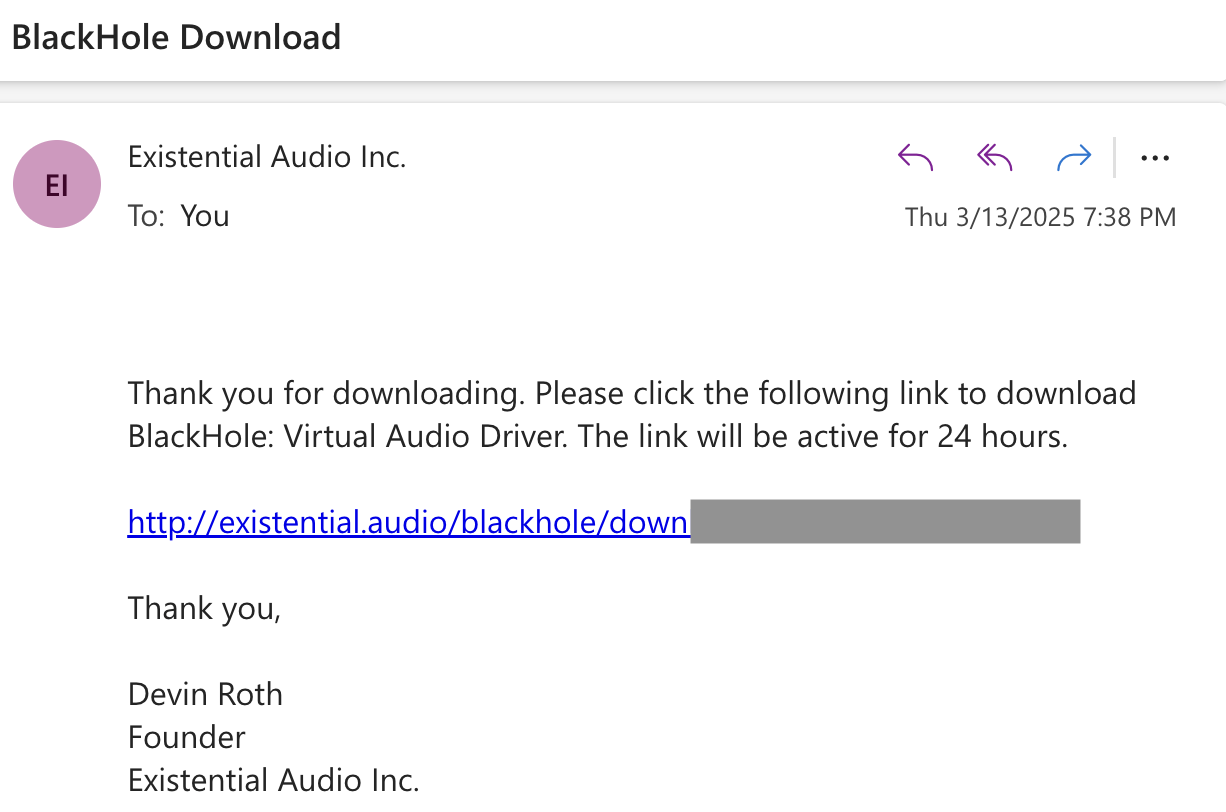 BlackHole Download
EI
Existential Audio Inc.
To: You
Thu 3/13/2025 7:38 PM
Thank you for downloading. Please click the following link to download
BlackHole: Virtual Audio Driver. The link will be active for 24 hours.
http://existential.audio/blackhole/down
Thank you,
Devin Roth
Founder
Existential Audio Inc.